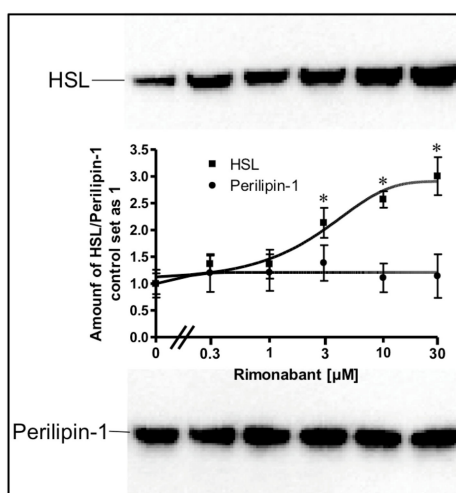 HSL
Amounf of HSL/Perilipin-1
control set as 1
3.5
3.0
2.5
2.0
1.5
1.0
0.5
0.0
HSL
Perilipin-1
*
*
*
0
0.3
1
3
10
30
Rimonabant [µM]
Perilipin-1